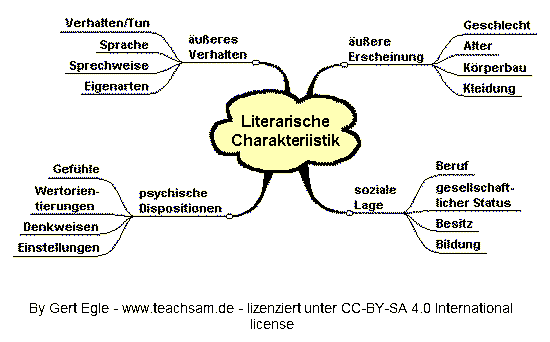 Verhalten/Tun
Sprache
Sprechweise
Eigenarten
äußeres
Verhalten
äußere
Erscheinung
Geschlecht
Alter
Körperbau
Kleidung
Literarische
Charakteriistik
Gefühle
Wertorien-
tierungen
Denkweisen
Einstellungen
psychische
Dispositionen
soziale
Lage
Beruf
gesellschaft-
licher Status
Besitz
Bildung
By Gert Egle - www.teachsam.de - lizenziert unter CC-BY-SA 4.0 International
license